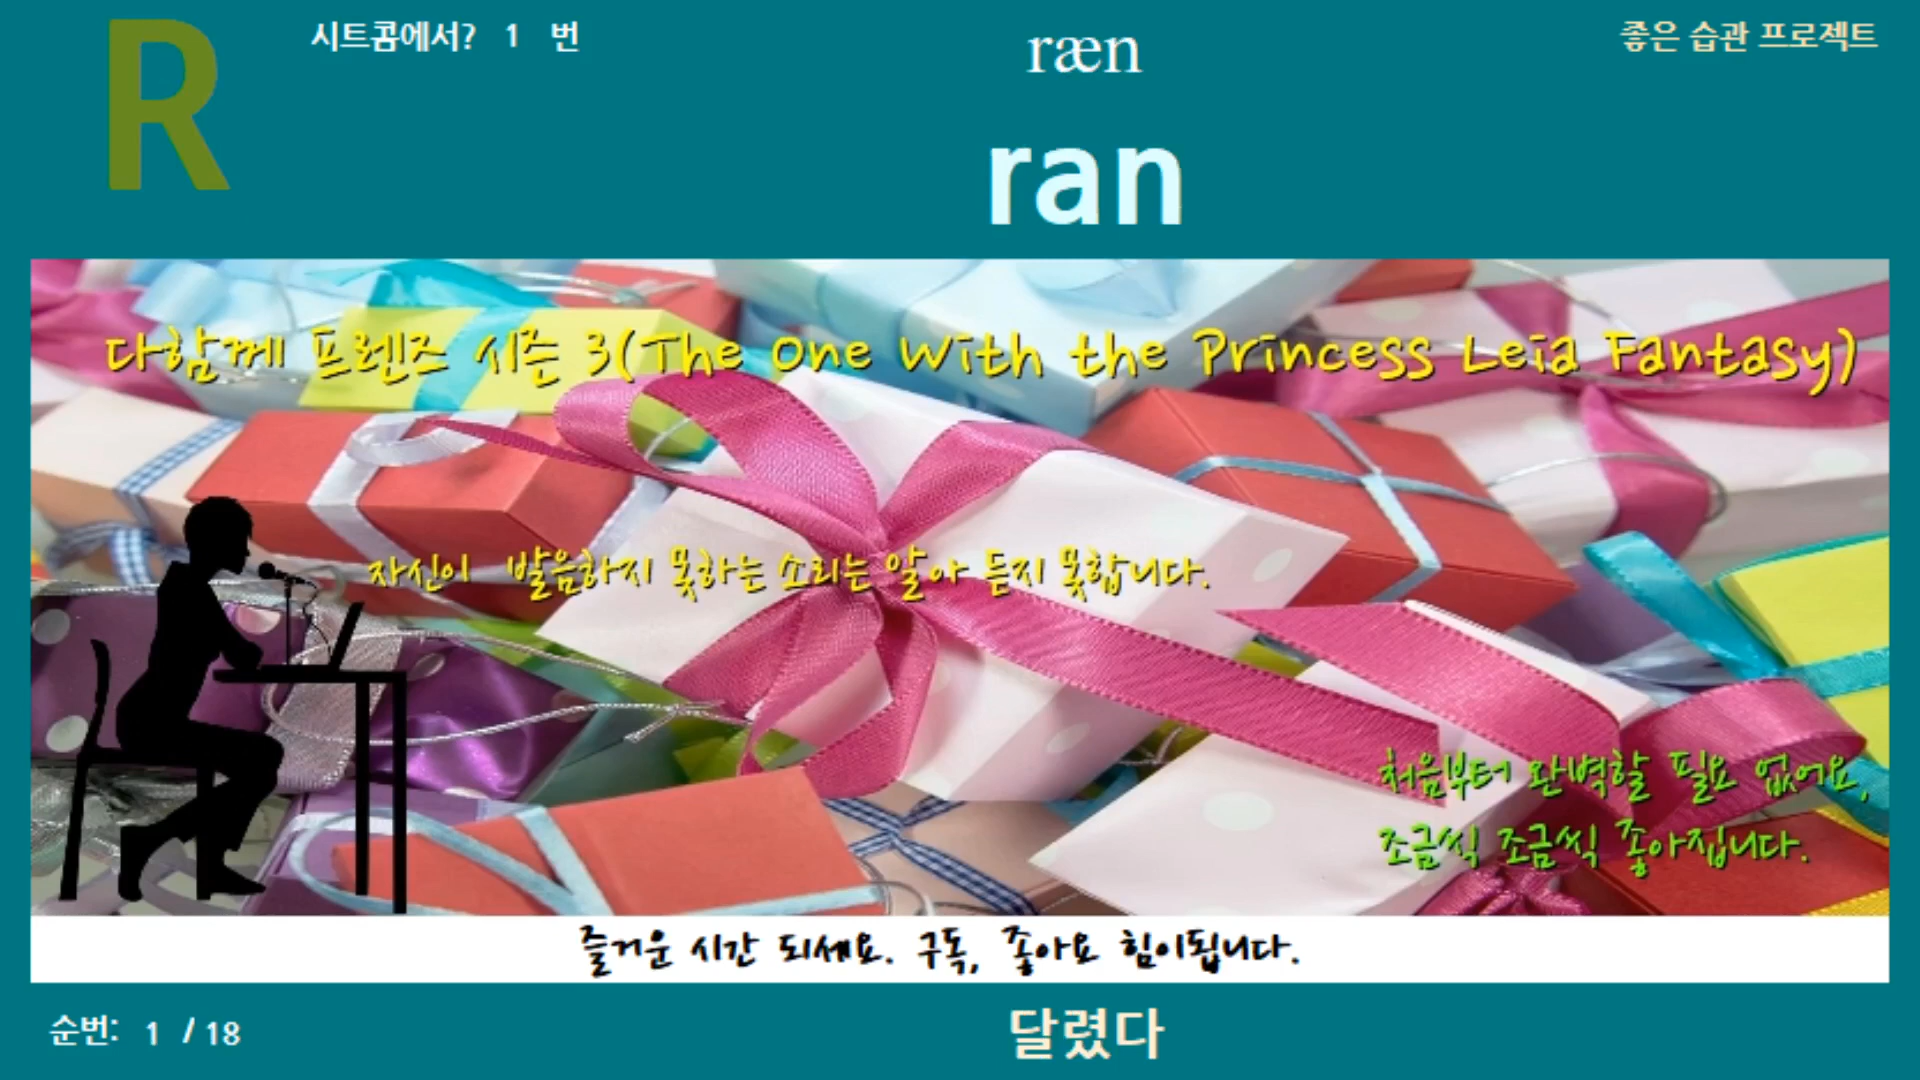 R
시트콤에서? 1 번
ræn
좋은 습관 프로젝트
ran
다함께 프렌즈 시즌 3(The One With the Princess Leia Fantasy)
자신이 발음하지 못하는 소리는 알아 듣지 못합니다.
처음부터 완벽할 필요 없어요,
조금씩 조금씩 좋아집니다.
즐거운 시간 되세요. 구독, 좋아요 힘이됩니다.
순번: 1 / 18
달렸다